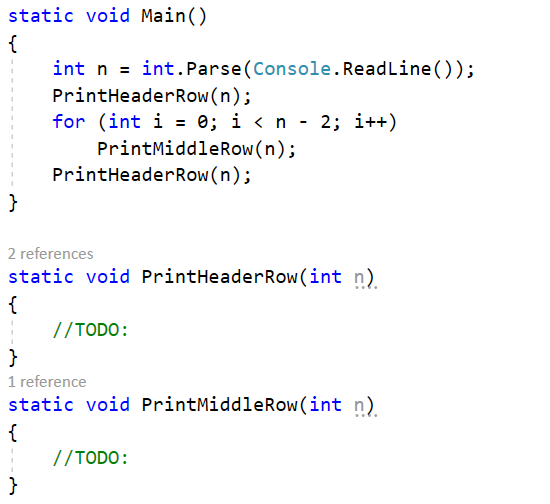 static void Main()
{
    int n = int.Parse(Console.ReadLine());
    PrintHeaderRow(n);
    for (int i = 0; i < n - 2; i++)
        PrintMiddleRow(n);
    PrintHeaderRow(n);
}
2 references
static void PrintHeaderRow(int n)
{
    //TODO:
}
1 reference
static void PrintMiddleRow(int n)
{
    //TODO:
}